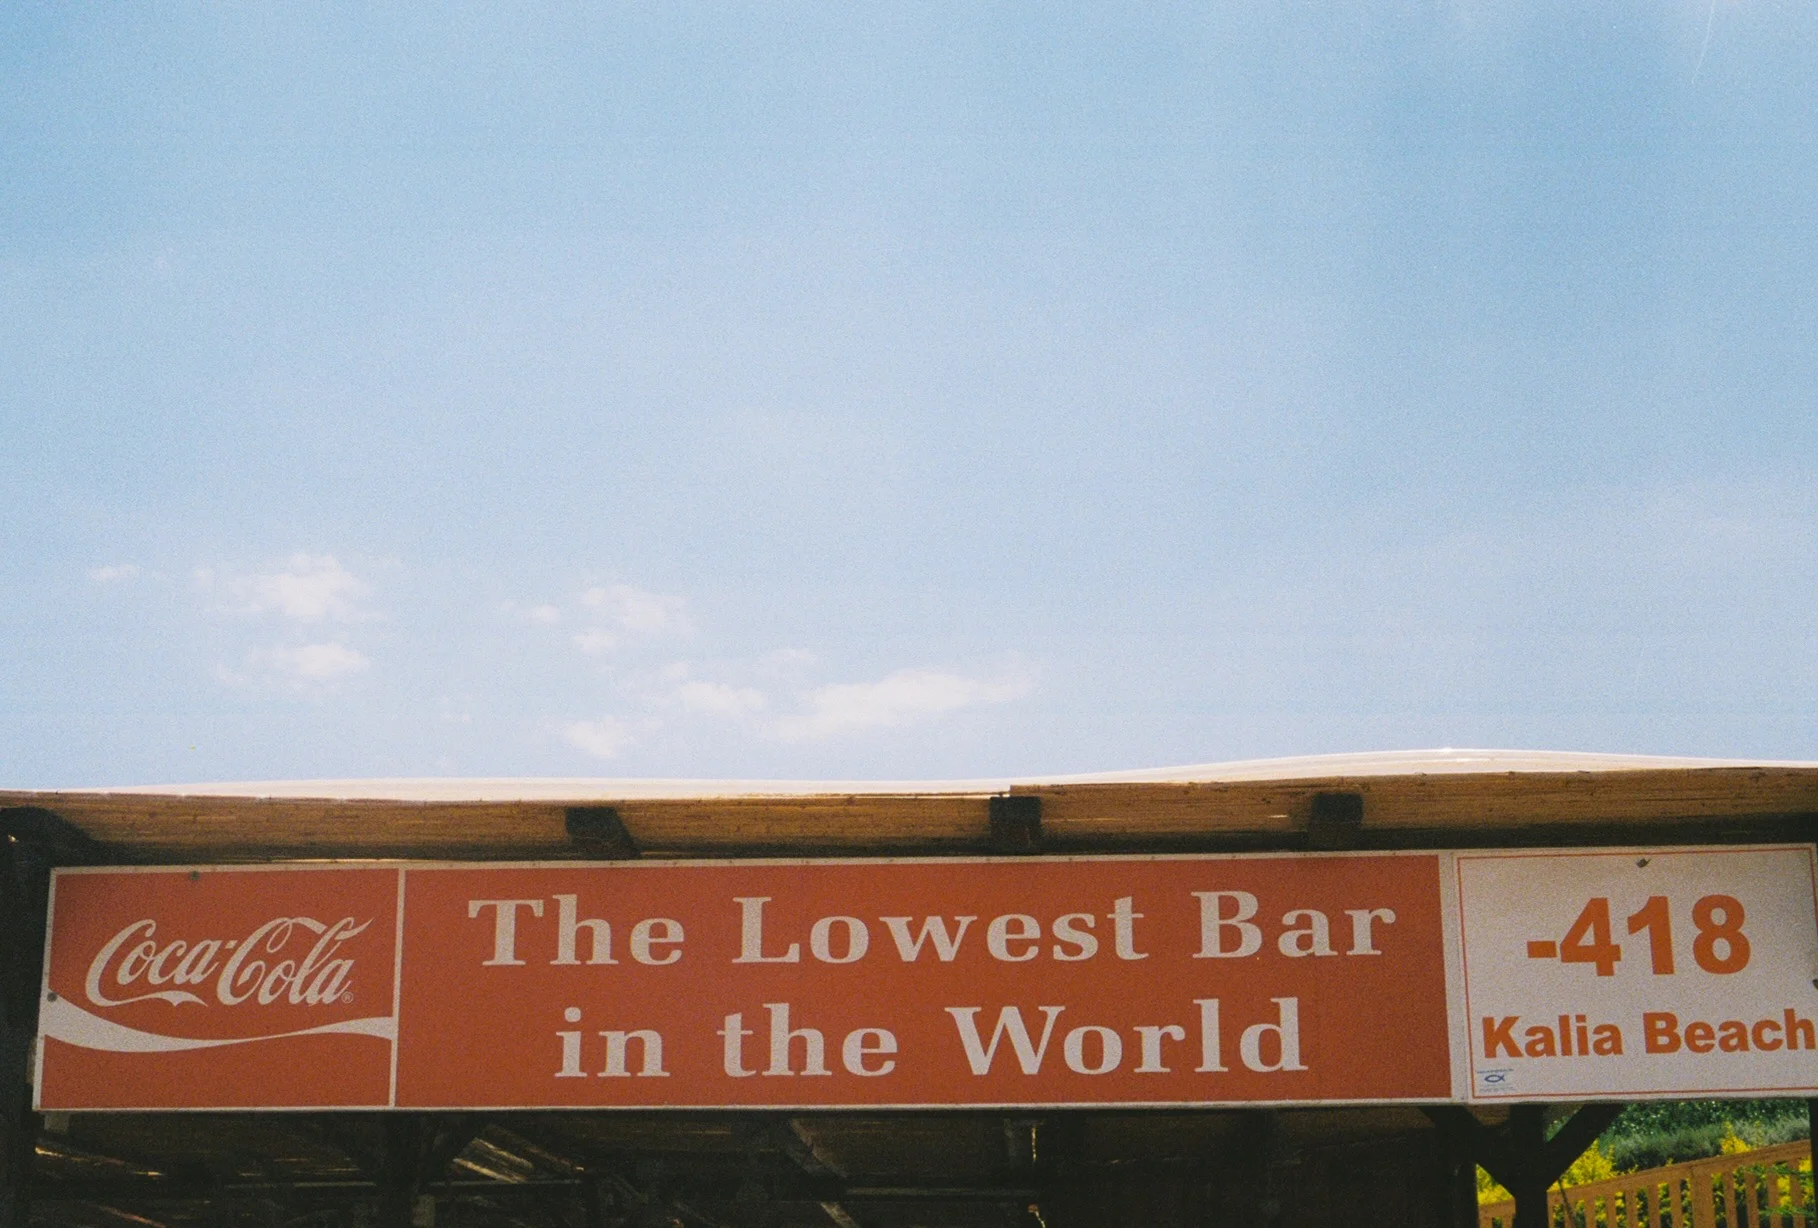 Coca-Cola
The Lowest Bar
in the World
-418
Kalia Beach